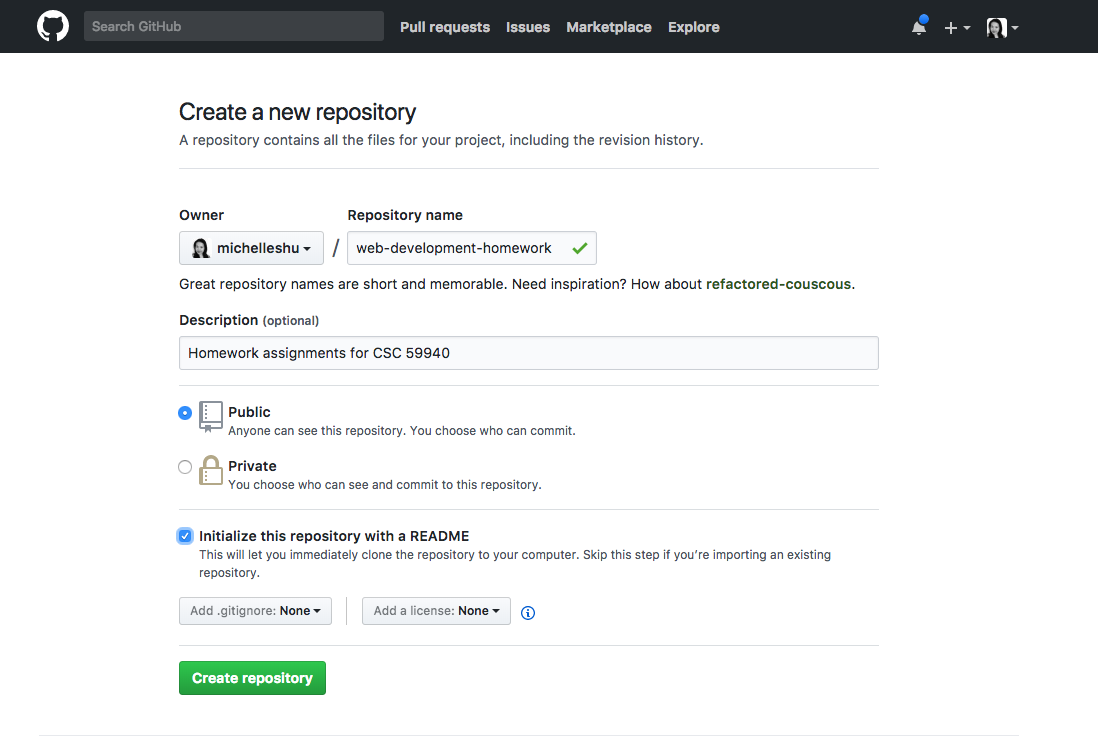 Search GitHub Pull requests Issues Marketplace Explore
Create a new repository
A repository contains all the files for your project, including the revision history.
Owner Repository name
michelleshu / web-development-homework
Great repository names are short and memorable. Need inspiration? How about refactored-couscous.
Description (optional)
Homework assignments for CSC 59940
Public
Anyone can see this repository. You choose who can commit.
Private
You choose who can see and commit to this repository.
Initialize this repository with a README
This will let you immediately clone the repository to your computer. Skip this step if you’re importing an existing
repository.
Add .gitignore: None Add a license: None
Create repository